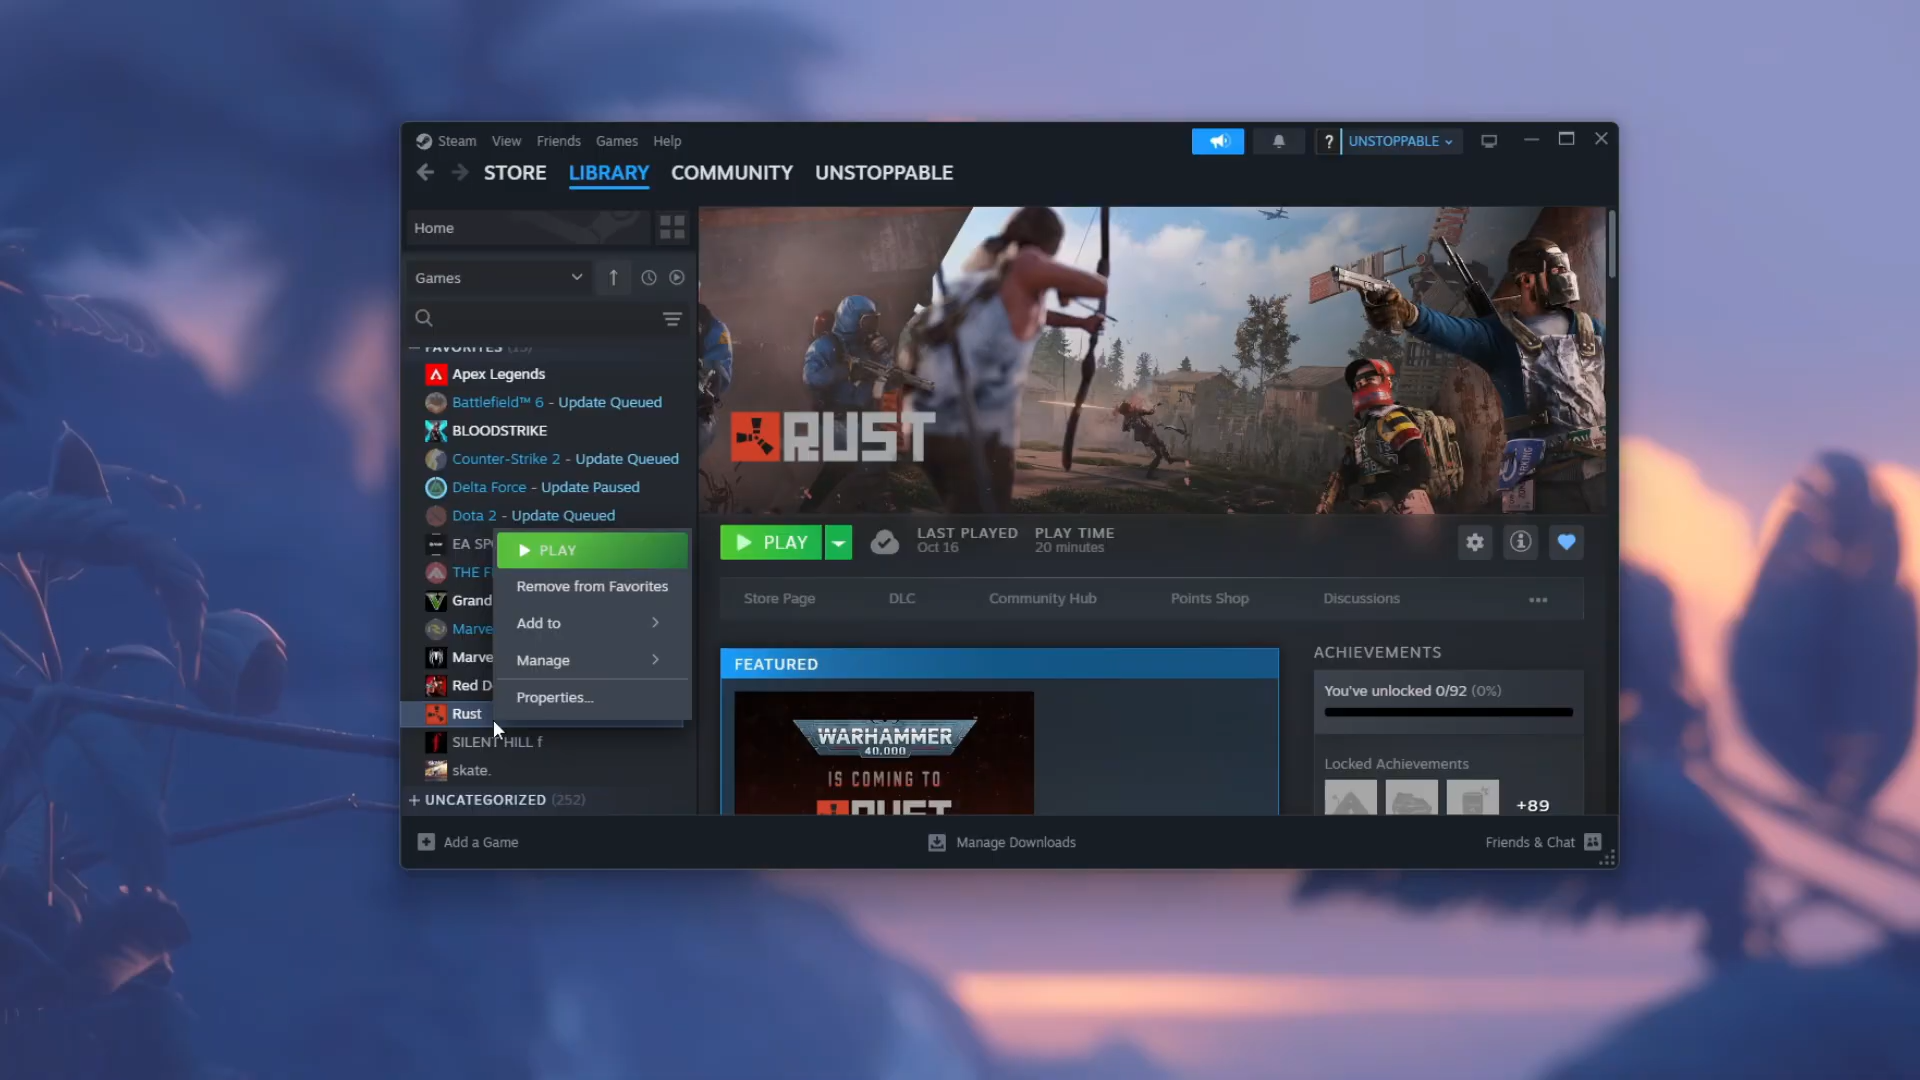 Steam View Friends Games Help
? UNSTOPPABLE
STORE LIBRARY COMMUNITY UNSTOPPABLE
Home
Games
FAVORITES (15)
Apex Legends
Battlefield™ 6 - Update Queued
BLOODSTRIKE
Counter-Strike 2 - Update Queued
Delta Force - Update Paused
Dota 2 - Update Queued
EA SP
THE F
Grand
Marve
Marve
Red D
Rust
SILENT HILL f
skate.
+ UNCATEGORIZED (252)
PLAY
Remove from Favorites
Add to
Manage
Properties...
RUST
PLAY
LAST PLAYED
Oct 16
PLAY TIME
20 minutes
Store Page DLC Community Hub Points Shop Discussions ...
FEATURED
WARHAMMER
40,000
IS COMING TO
RUST
ACHIEVEMENTS
You've unlocked 0/92 (0%)
Locked Achievements
+89
Add a Game
Manage Downloads
Friends & Chat